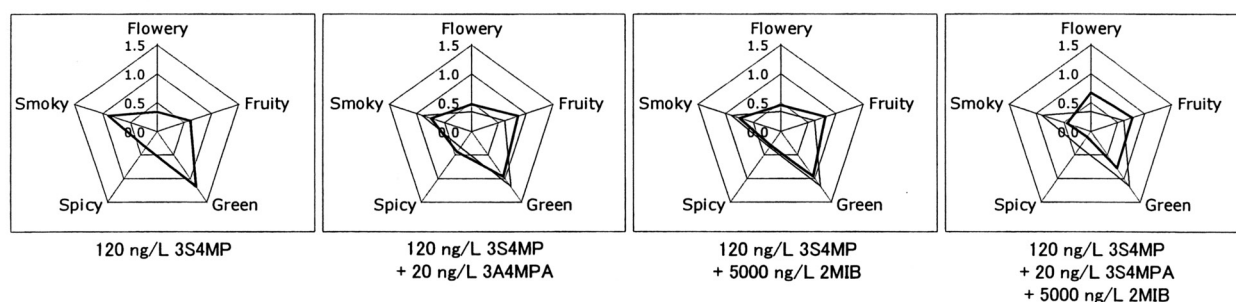 Flowery
1.5
1.0
0.5
0.0
Smoky
Fruity
Spicy
Green
120 ng/L 3S4MP
Flowery
1.5
1.0
0.5
0.0
Smoky
Fruity
Spicy
Green
120 ng/L 3S4MP
+ 20 ng/L 3A4MPA
Flowery
1.5
1.0
0.5
0.0
Smoky
Fruity
Spicy
Green
120 ng/L 3S4MP
+ 5000 ng/L 2MIB
Flowery
1.5
1.0
0.5
0.0
Smoky
Fruity
Spicy
Green
120 ng/L 3S4MP
+ 20 ng/L 3S4MPA
+ 5000 ng/L 2MIB